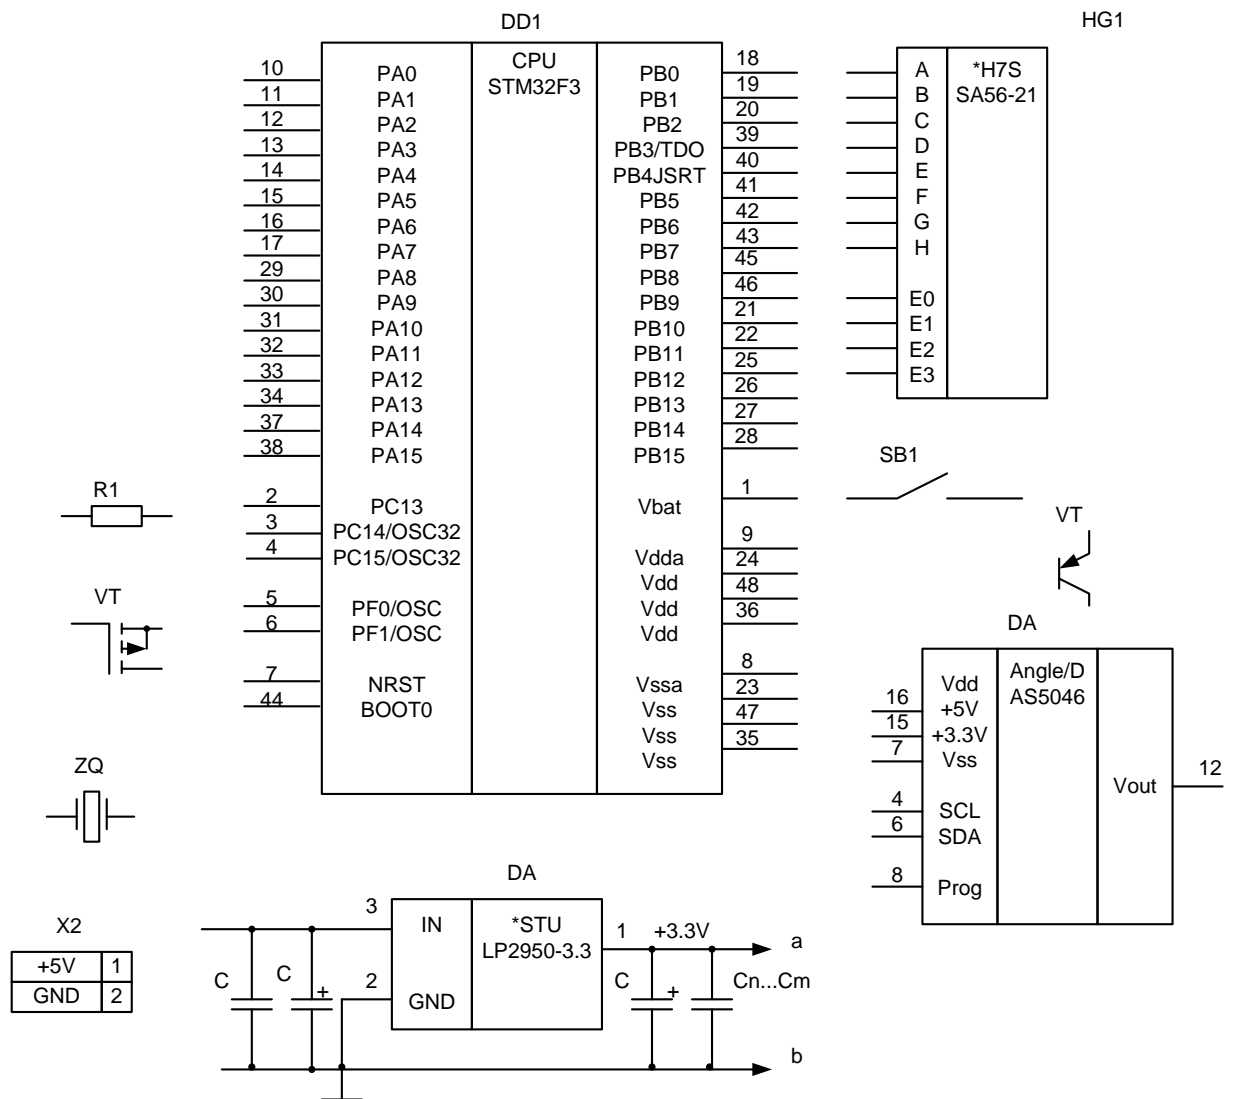 DD1
HG1
CPU
STM32F3
10 PA0
11 PA1
12 PA2
13 PA3
14 PA4
15 PA5
16 PA6
17 PA7
29 PA8
30 PA9
31 PA10
32 PA11
33 PA12
34 PA13
37 PA14
38 PA15
2 PC13
3 PC14/OSC32
4 PC15/OSC32
5 PF0/OSC
6 PF1/OSC
7 NRST
44 BOOT0
PB0 18
PB1 19
PB2 20
PB3/TDO 39
PB4JSRT 40
PB5 41
PB6 42
PB7 43
PB8 45
PB9 46
PB10 21
PB11 22
PB12 25
PB13 26
PB14 27
PB15 28
Vbat 1
Vdda 9
Vdd 24
Vdd 48
Vdd 36
Vssa 8
Vss 23
Vss 47
Vss 35
*H7S
SA56-21
A
B
C
D
E
F
G
H
E0
E1
E2
E3
SB1
VT
R1
VT
ZQ
DA
Angle/D
AS5046
Vdd
16 +5V
15 +3.3V
7 Vss
4 SCL
6 SDA
8 Prog
Vout 12
X2
+5V 1
GND 2
DA
3 IN
*STU
LP2950-3.3
2 GND
1 +3.3V
a
C
C
+
C
+
Cn...Cm
b